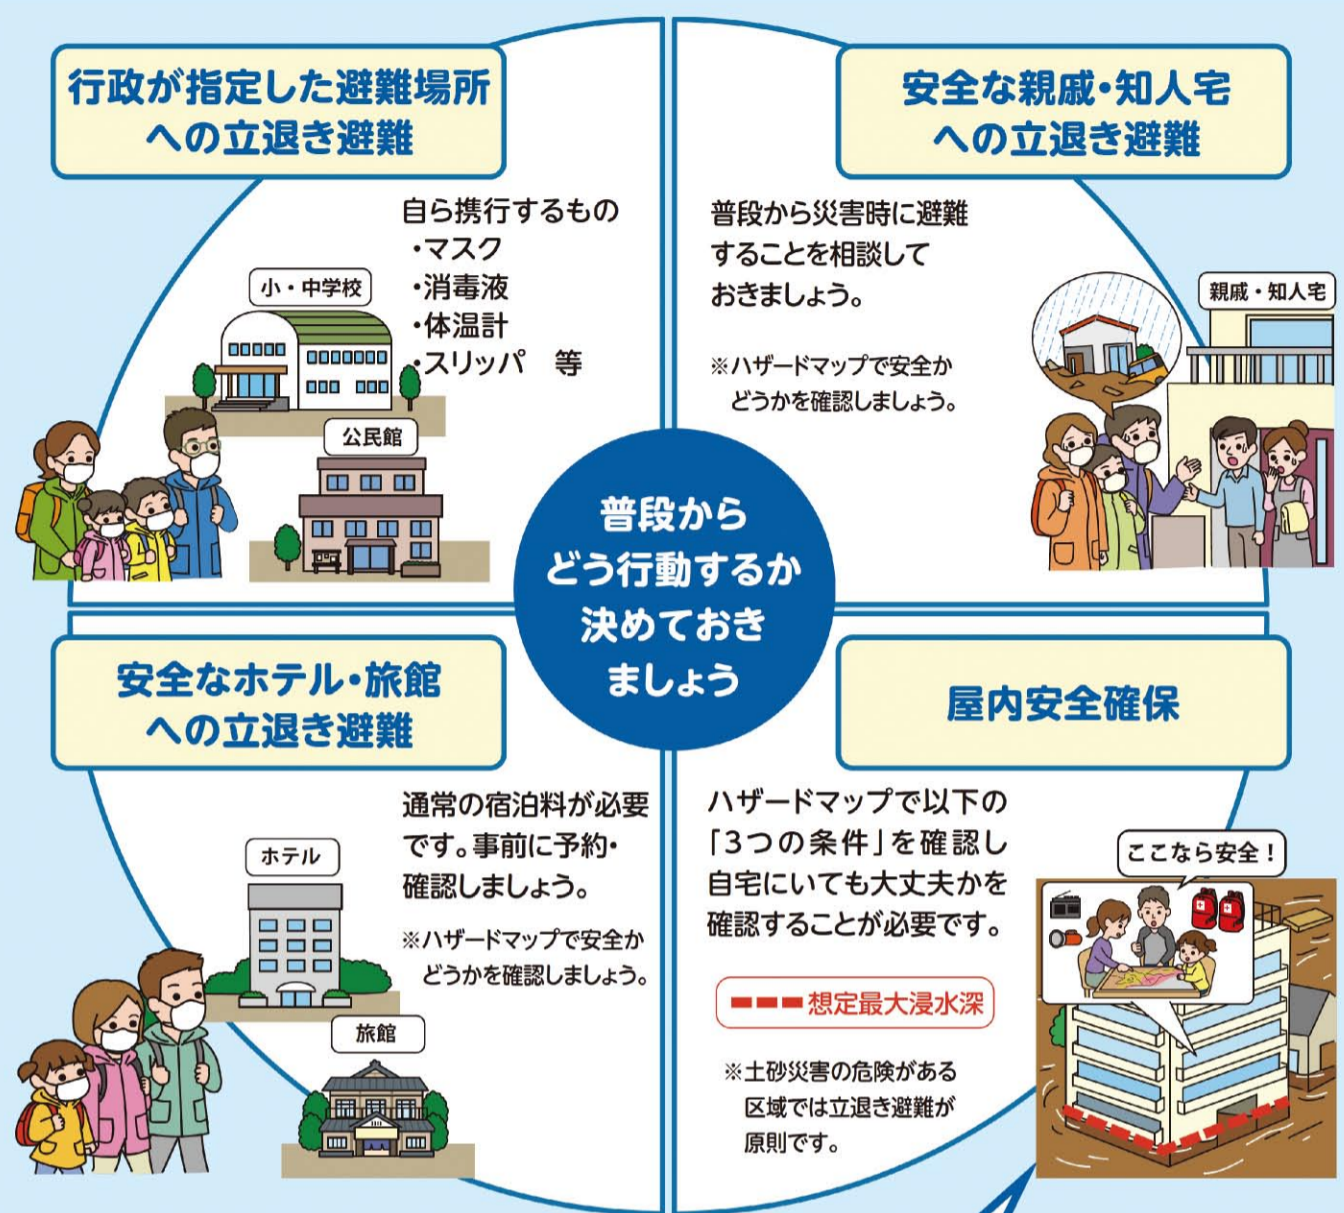 行政が指定した避難場所
への立退き避難
自ら携行するもの
・マスク
・消毒液
・体温計
・スリッパ　等
小・中学校
公民館
安全な親戚・知人宅
への立退き避難
普段から災害時に避難
することを相談して
おきましょう。
※ハザードマップで安全か
どうかを確認しましょう。
親戚・知人宅
普段から
どう行動するか
決めておき
ましょう
安全なホテル・旅館
への立退き避難
通常の宿泊料が必要
です。事前に予約・
確認しましょう。
※ハザードマップで安全か
どうかを確認しましょう。
ホテル
旅館
屋内安全確保
ハザードマップで以下の
「3つの条件」を確認し
自宅にいても大丈夫かを
確認することが必要です。
想定最大浸水深
※土砂災害の危険がある
区域では立退き避難が
原則です。
ここなら安全！